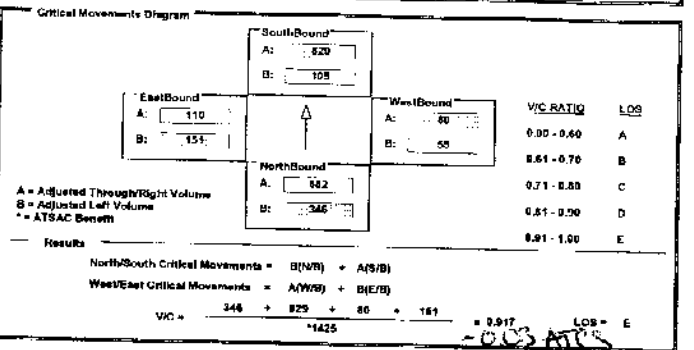 Critical Movements Diagram
SouthBound
A: 829
B: 105
EastBound
A: 110
B: 151
WestBound
A: 80
B: 55
NorthBound
A. 682
B: 346
V/C RATIO LOS
0.00 - 0.60 A
0.61 - 0.70 B
0.71 - 0.80 C
0.81 - 0.90 D
0.91 - 1.00 E
A = Adjusted Through/Right Volume
B = Adjusted Left Volume
* = ATSAC Benefit
Results
North/South Critical Movements = B(N/B) + A(S/B)
West/East Critical Movements = A(W/B) + B(E/B)
V/C = 346 + 829 + 80 + 151
*1425
= 0.917 LOS = E